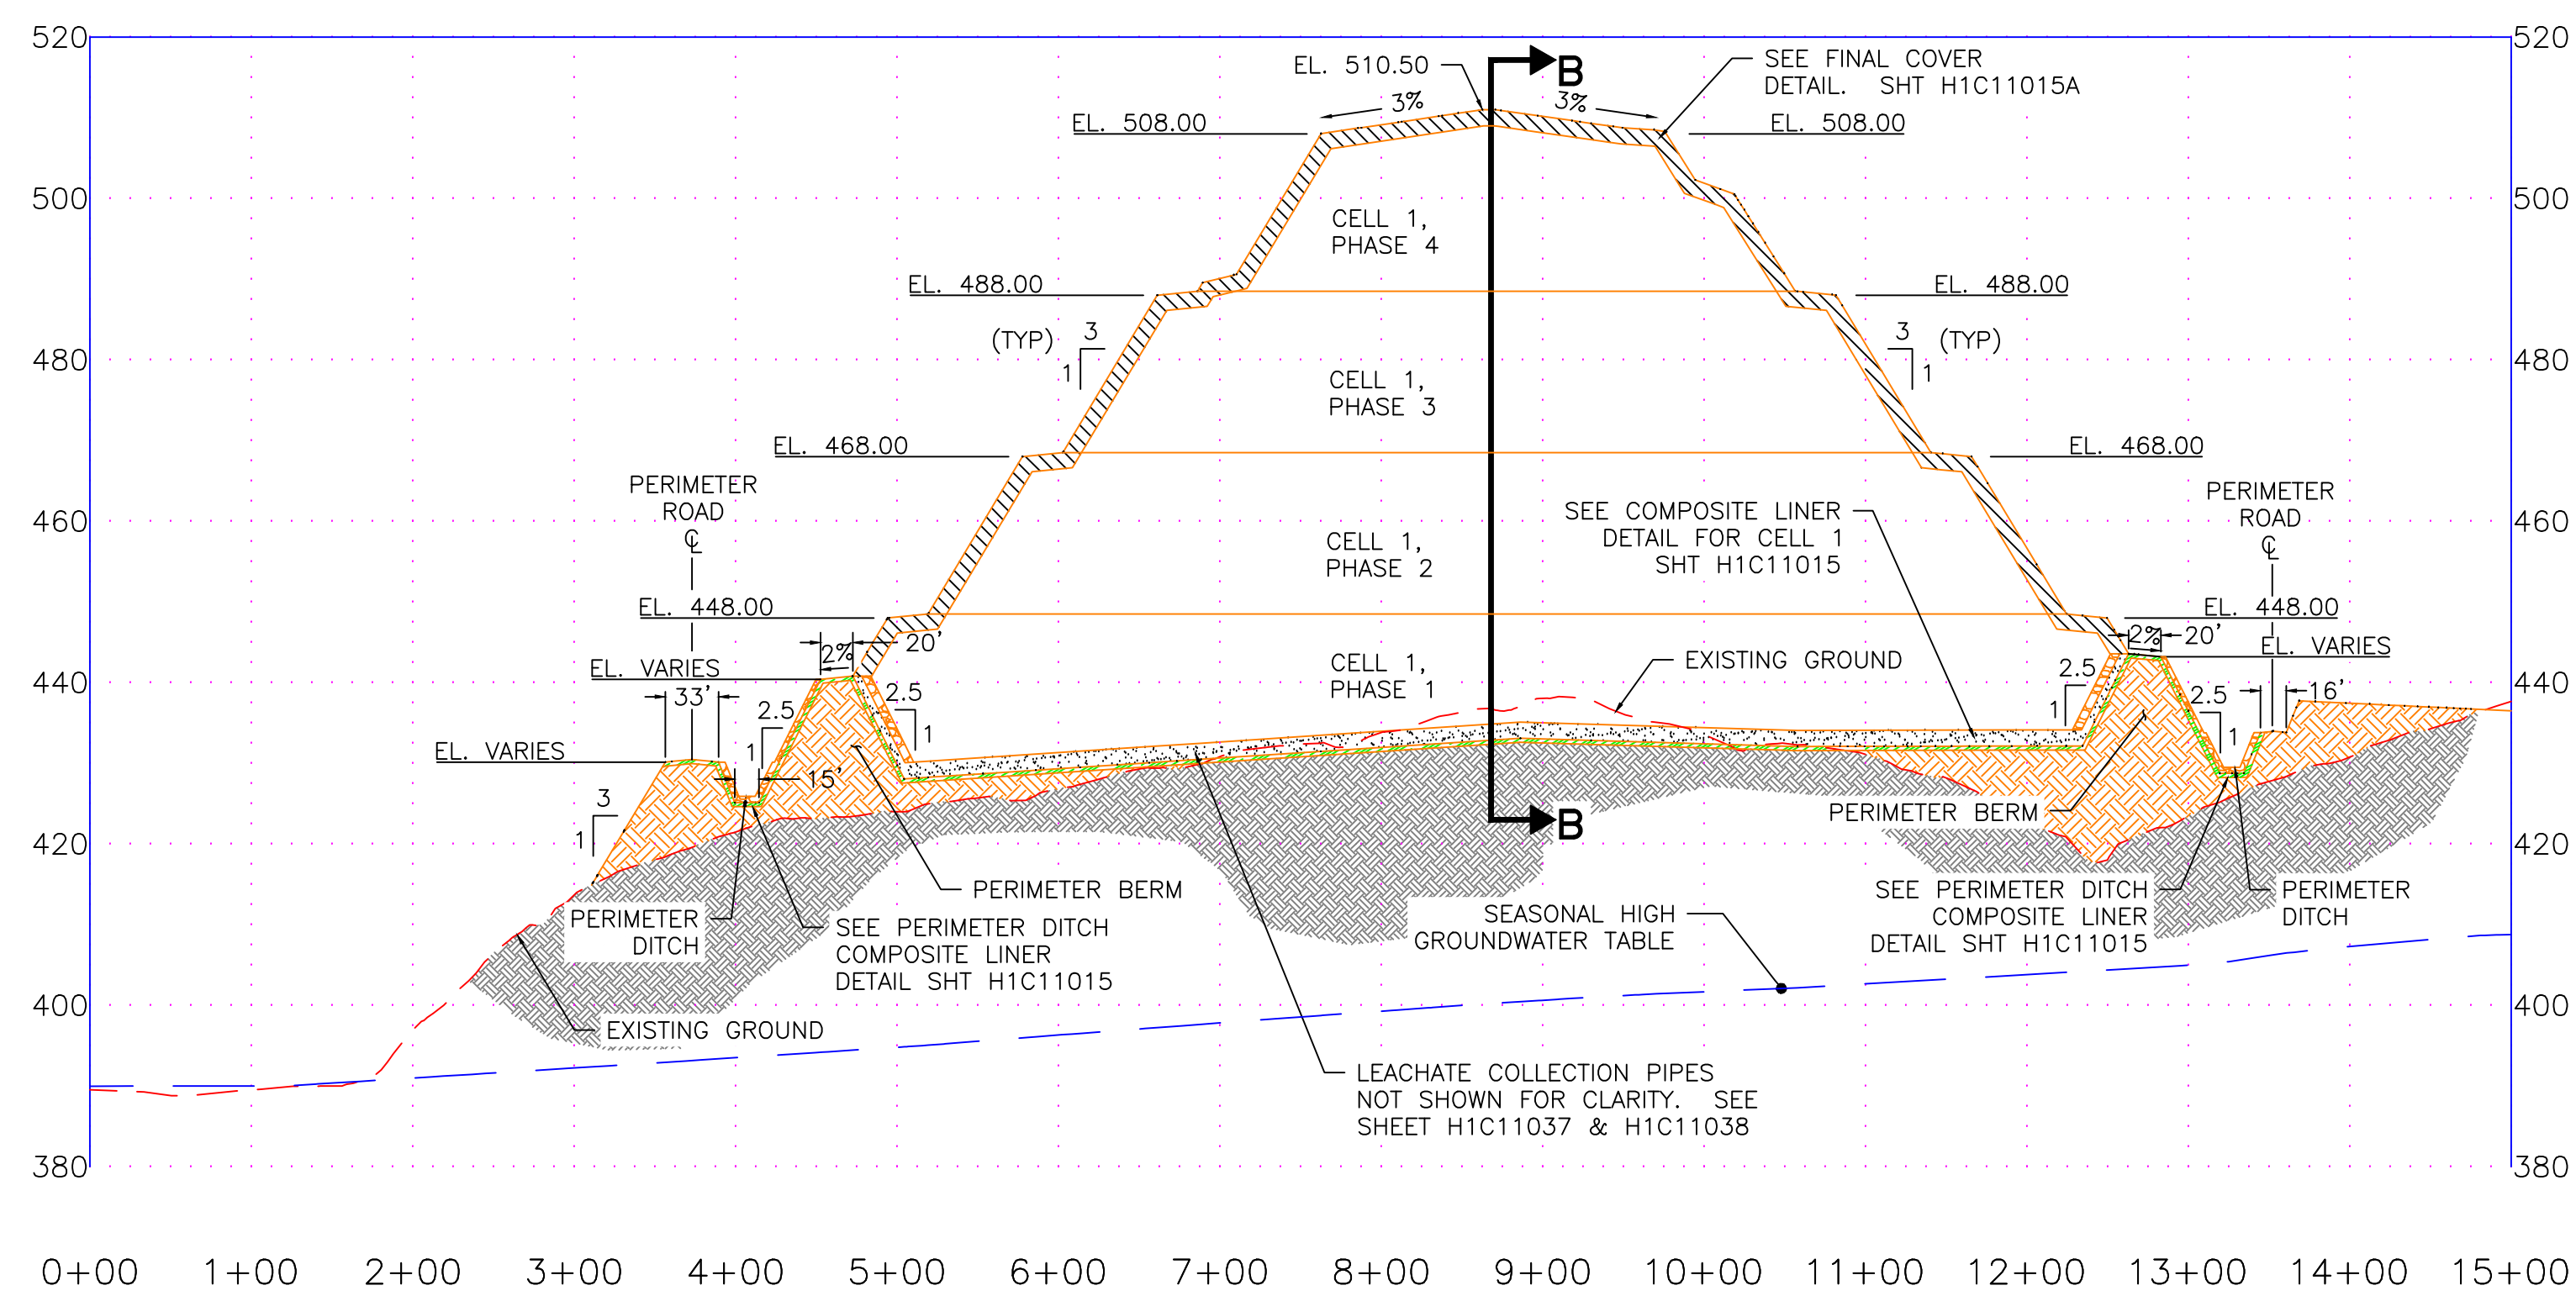 520
520
EL. 510.50
B
SEE FINAL COVER
DETAIL.  SHT H1C11015A
3%
3%
EL. 508.00
EL. 508.00
500
500
CELL 1,
PHASE 4
EL. 488.00
EL. 488.00
(TYP)
3
1
3
1
(TYP)
480
480
CELL 1,
PHASE 3
EL. 468.00
EL. 468.00
PERIMETER
ROAD
℄
SEE COMPOSITE LINER
DETAIL FOR CELL 1
SHT H1C11015
PERIMETER
ROAD
℄
460
460
CELL 1,
PHASE 2
EL. 448.00
EL. 448.00
20'
2%
2%
20'
EL. VARIES
EL. VARIES
EXISTING GROUND
CELL 1,
PHASE 1
440
440
33'
2.5
1
2.5
1
2.5
1
2.5
1
16'
EL. VARIES
15'
3
1
420
420
PERIMETER BERM
B
PERIMETER BERM
PERIMETER
DITCH
SEE PERIMETER DITCH
COMPOSITE LINER
DETAIL SHT H1C11015
SEASONAL HIGH
GROUNDWATER TABLE
SEE PERIMETER DITCH
COMPOSITE LINER
DETAIL SHT H1C11015
PERIMETER
DITCH
400
400
EXISTING GROUND
LEACHATE COLLECTION PIPES
NOT SHOWN FOR CLARITY.  SEE
SHEET H1C11037 & H1C11038
380
380
0+00 1+00 2+00 3+00 4+00 5+00 6+00 7+00 8+00 9+00 10+00 11+00 12+00 13+00 14+00 15+00